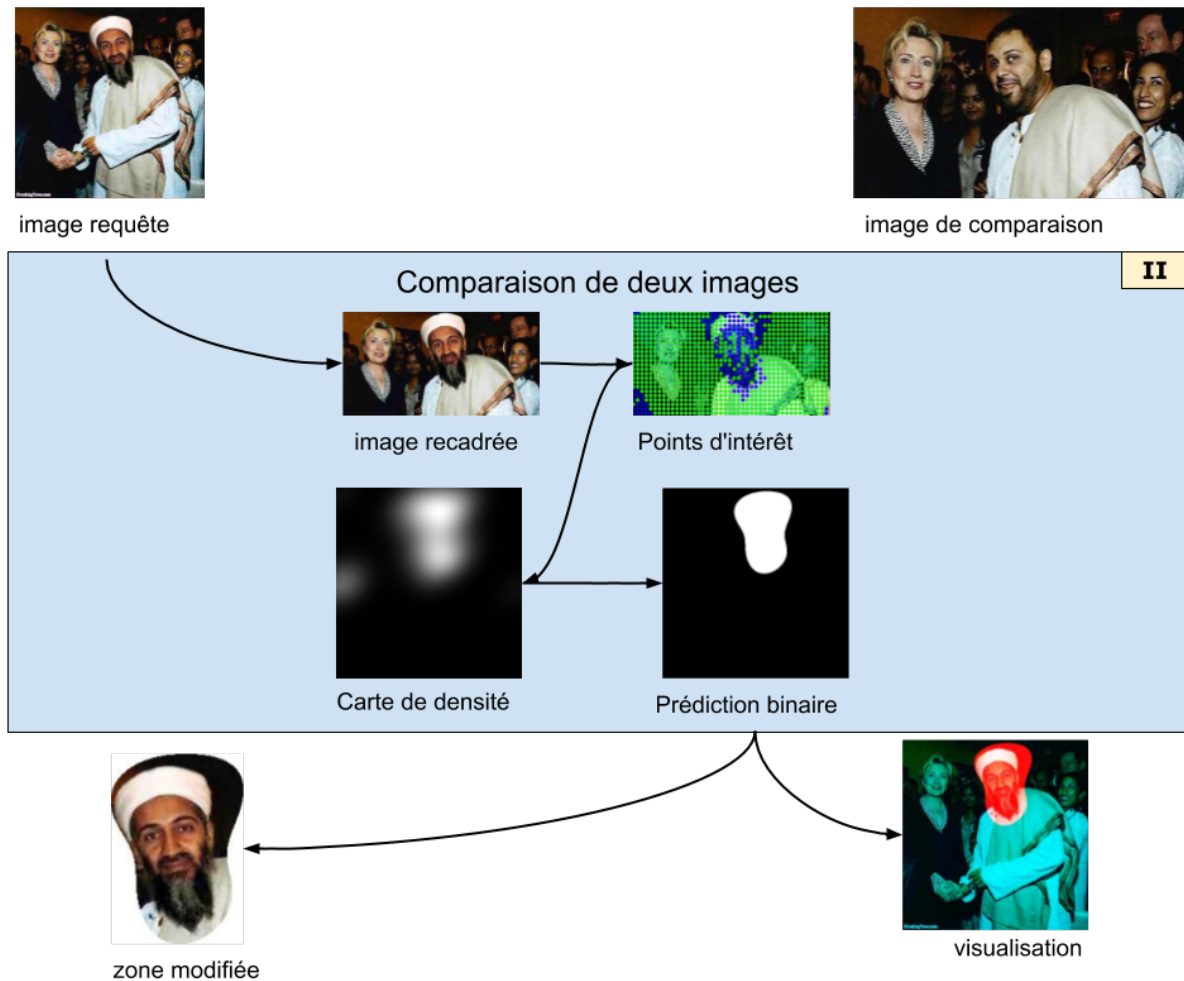 image requête
image de comparaison
II
Comparaison de deux images
image recadrée
Points d'intérêt
Carte de densité
Prédiction binaire
zone modifiée
visualisation